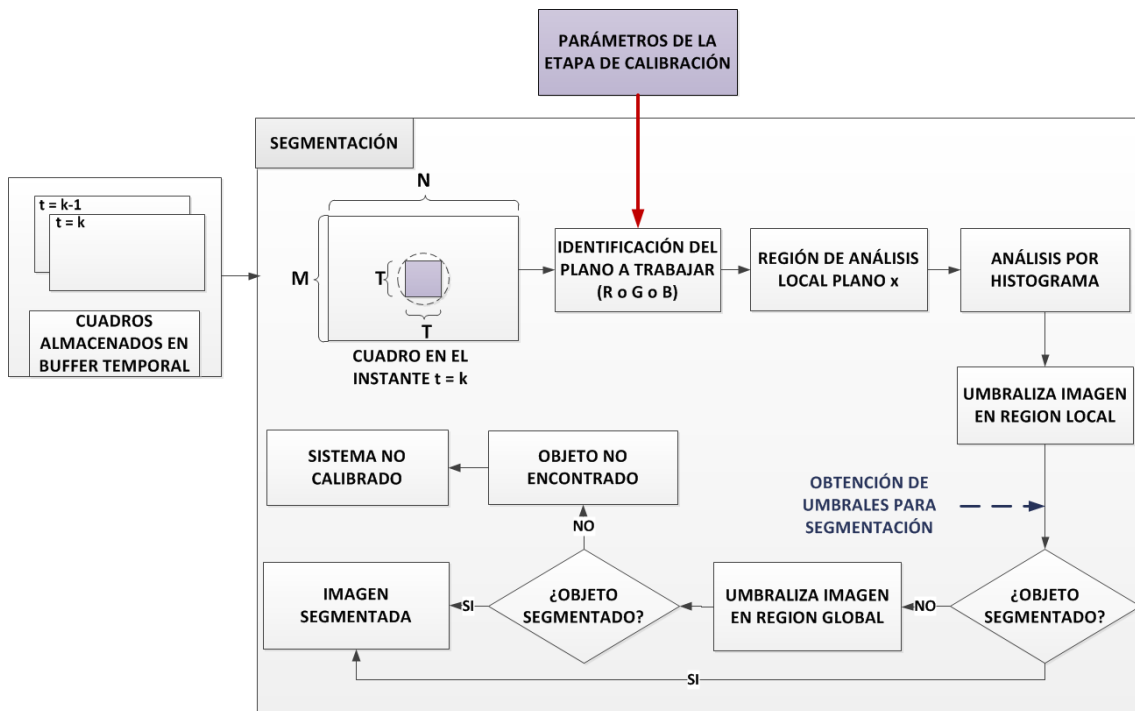 PARÁMETROS DE LA
ETAPA DE CALIBRACIÓN
SEGMENTACIÓN
t = k-1
t = k
CUADROS
ALMACENADOS EN
BUFFER TEMPORAL
N
M
T
T
CUADRO EN EL
INSTANTE t = k
IDENTIFICACIÓN DEL
PLANO A TRABAJAR
(R o G o B)
REGIÓN DE ANÁLISIS
LOCAL PLANO x
ANÁLISIS POR
HISTOGRAMA
UMBRALIZA IMAGEN
EN REGION LOCAL
OBTENCIÓN DE
UMBRALES PARA
SEGMENTACIÓN
¿OBJETO
SEGMENTADO?
NO
SI
UMBRALIZA IMAGEN
EN REGION GLOBAL
¿OBJETO
SEGMENTADO?
NO
SI
OBJETO NO
ENCONTRADO
SISTEMA NO
CALIBRADO
IMAGEN
SEGMENTADA